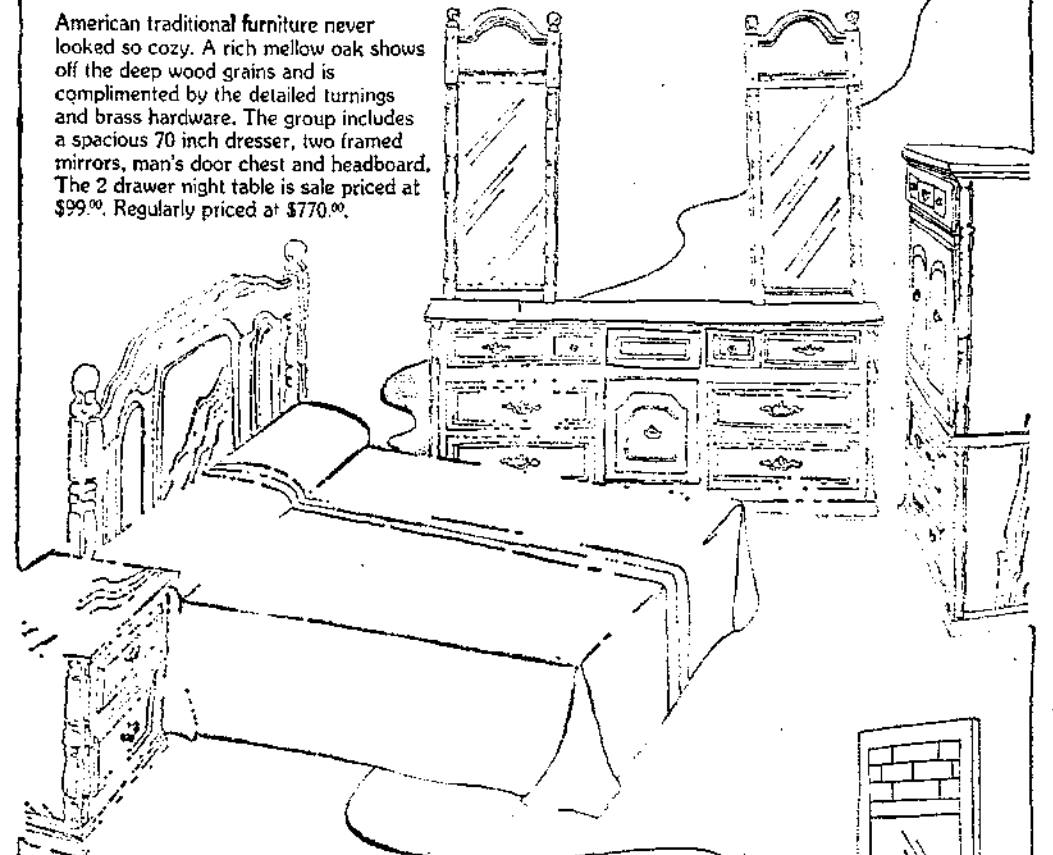 American traditional furniture never
looked so cozy. A rich mellow oak shows
off the deep wood grains and is
complimented by the detailed turnings
and brass hardware. The group includes
a spacious 70 inch dresser, two framed
mirrors, man's door chest and headboard.
The 2 drawer night table is sale priced at
$99.00. Regularly priced at $770.00.